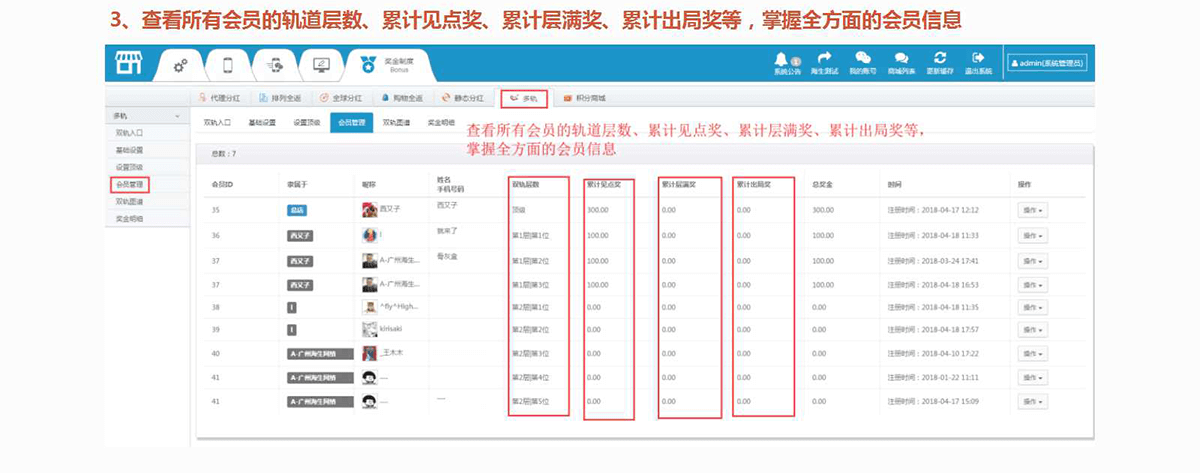 3、查看所有会员的轨道层数、累计见点奖、累计层满奖、累计出局奖等，掌握全方面的会员信息
奖金制度
Bonus
系统公告 海生测试 我的账号 商城列表 更新缓存 退出系统 admin(系统管理员)
代理分红 排列全返 全球分红 购物全返 静态分红 多轨 积分商城
多轨
双轨入口
基础设置
设置顶级
会员管理
双轨图谱
奖金明细
双轨入口 基础设置 设置顶级 会员管理 双轨图谱 奖金明细
查看所有会员的轨道层数、累计见点奖、累计层满奖、累计出局奖等,
掌握全方面的会员信息
总数：7
会员ID 隶属于 昵称 姓名 手机号码 双轨层数 累计见点奖 累计层满奖 累计出局奖 总奖金 时间 操作
35 总店 西又子 西又子 顶级 300.00 0.00 0.00 300.00 注册时间：2018-04-17 12:12 操作
36 西又子 l 就来了 第1层|第1位 100.00 0.00 0.00 100.00 注册时间：2018-04-18 11:33 操作
37 西又子 A-广州海生... 第1层|第2位 100.00 0.00 0.00 100.00 注册时间：2018-03-24 17:41 操作
37 西又子 A-广州海生... 第1层|第3位 100.00 0.00 0.00 100.00 注册时间：2018-04-18 16:53 操作
38 l ^fly^High... 第2层|第1位 0.00 0.00 0.00 0.00 注册时间：2018-04-18 11:35 操作
39 l kirisaki 第2层|第2位 0.00 0.00 0.00 0.00 注册时间：2018-04-18 17:57 操作
40 A-广州海生网络 _王木木 第2层|第3位 0.00 0.00 0.00 0.00 注册时间：2018-04-10 17:22 操作
41 A-广州海生网络 第2层|第4位 0.00 0.00 0.00 0.00 注册时间：2018-01-22 11:11 操作
41 A-广州海生网络 第2层|第5位 0.00 0.00 0.00 0.00 注册时间：2018-04-17 15:09 操作